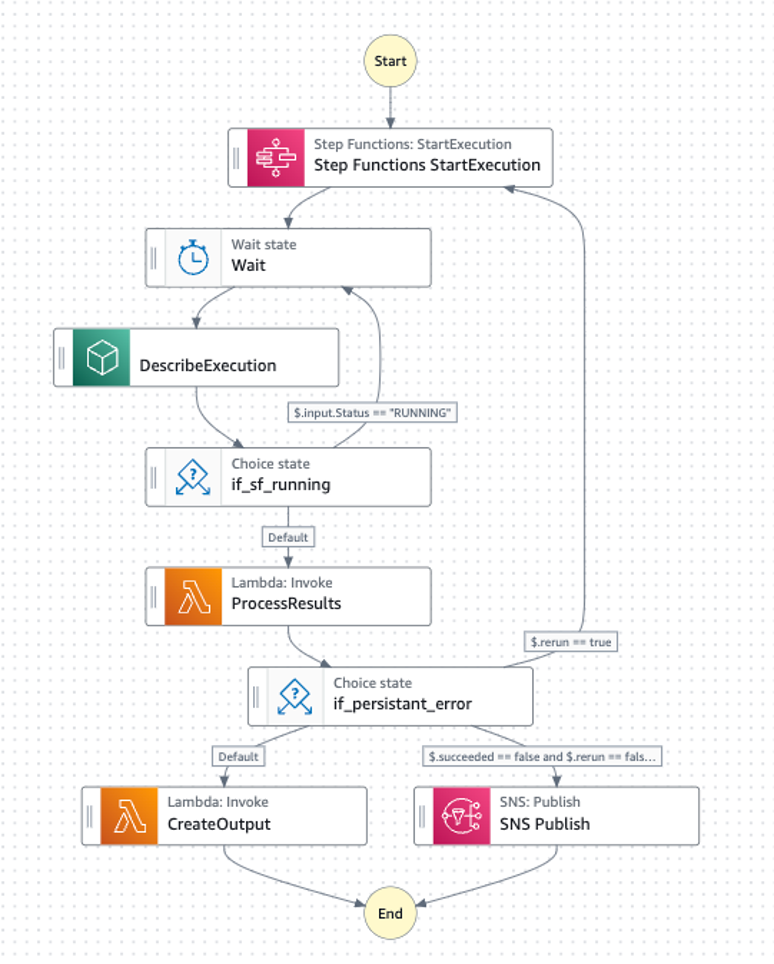 Start
Step Functions: StartExecution
Step Functions StartExecution
Wait state
Wait
DescribeExecution
$.input.Status == "RUNNING"
Choice state
if_sf_running
Default
Lambda: Invoke
ProcessResults
$.rerun == true
Choice state
if_persistant_error
Default
$.succeeded == false and $.rerun == fals...
Lambda: Invoke
CreateOutput
SNS: Publish
SNS Publish
End